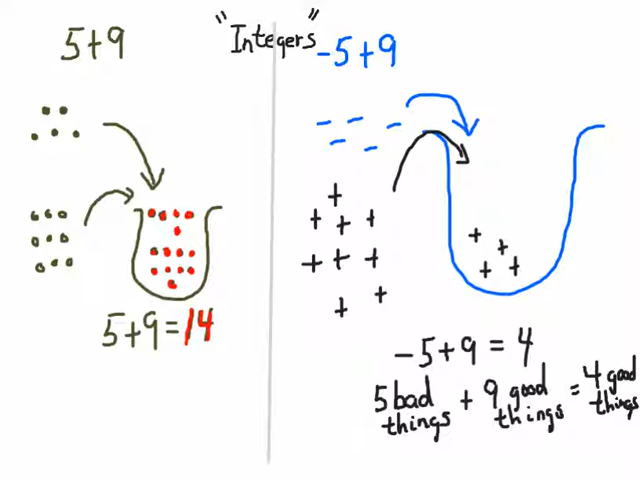 "Integers"
5+9
5+9=14
-5+9
-5+9=4
5 bad things + 9 good things = 4 good things